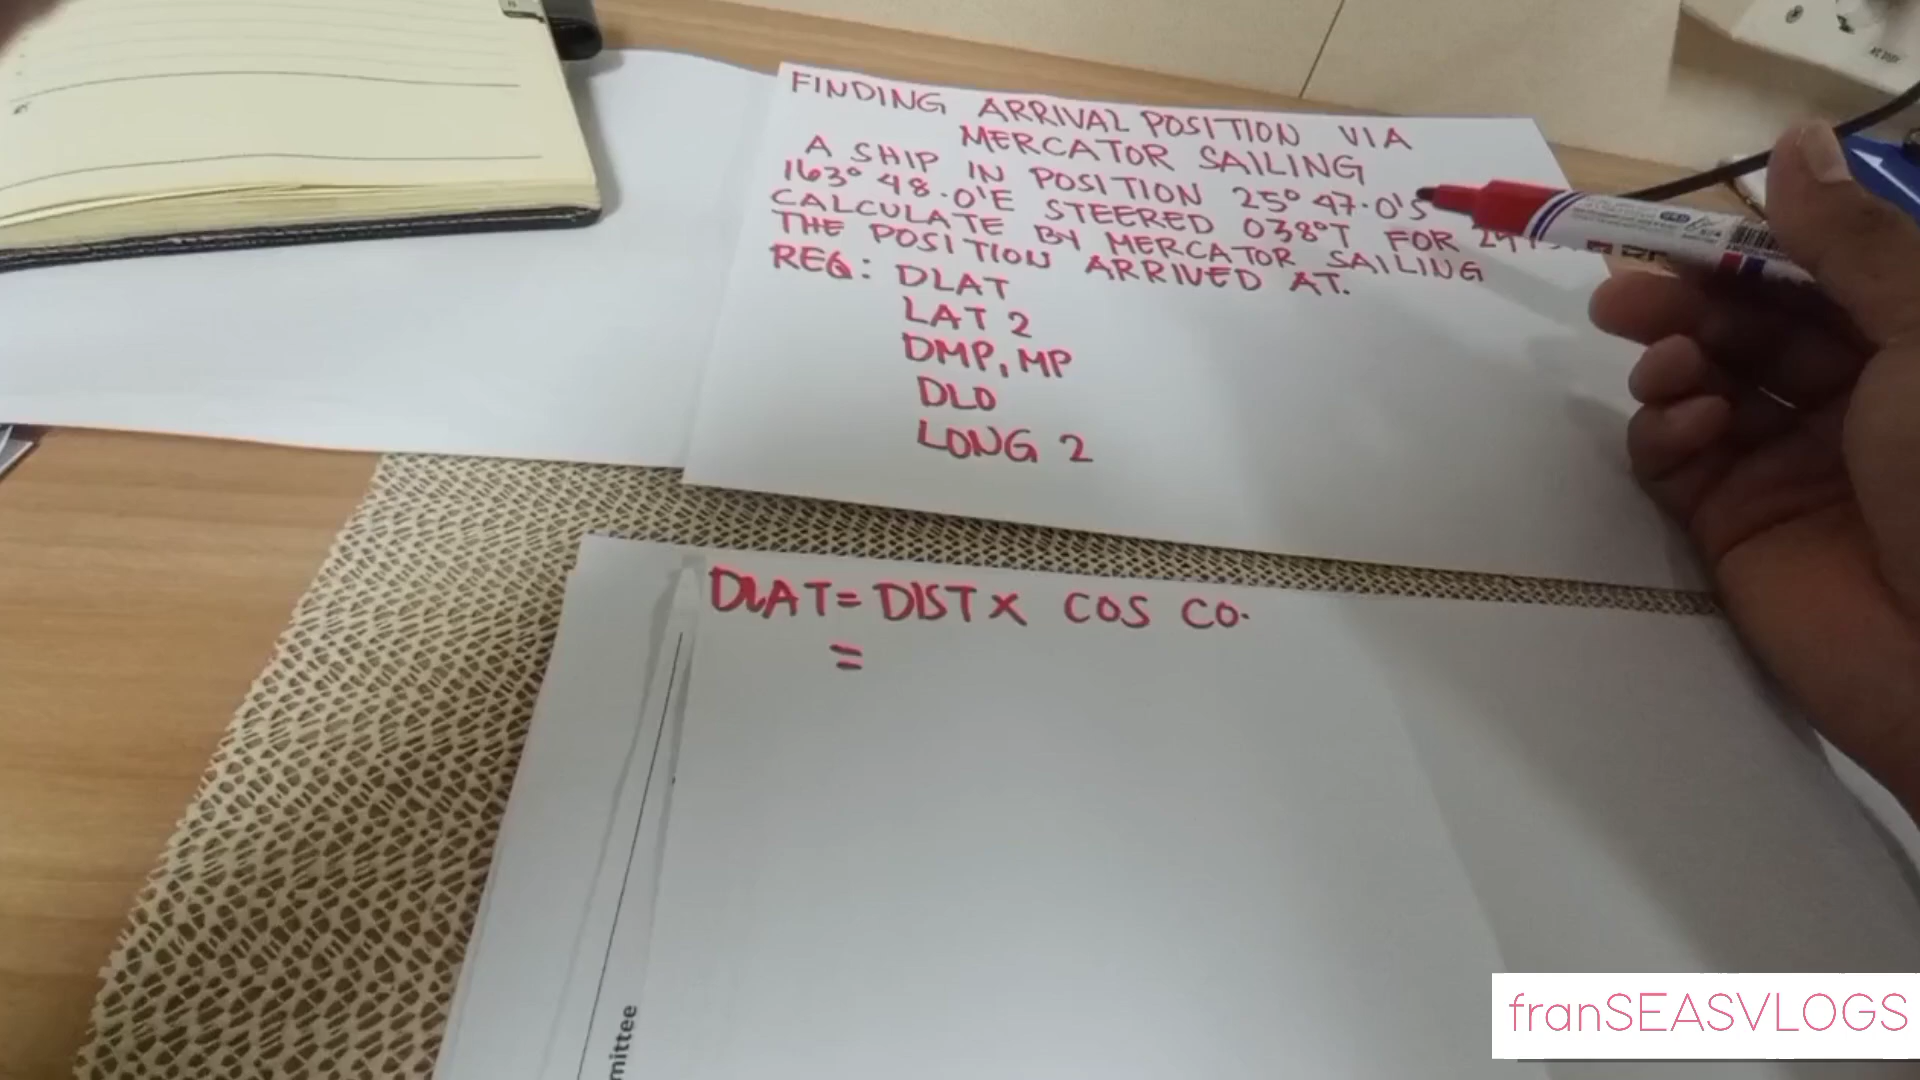 FINDING ARRIVAL POSITION VIA
MERCATOR SAILING
A SHIP IN POSITION 25° 47.0'S
163° 48.0'E STEERED 038°T FOR
CALCULATE BY MERCATOR SAILING
THE POSITION ARRIVED AT.
REQ: DLAT
LAT 2
DMP, MP
DLO
LONG 2
DLAT = DIST X COS CO.
=
mittee
franSEASVLOGS